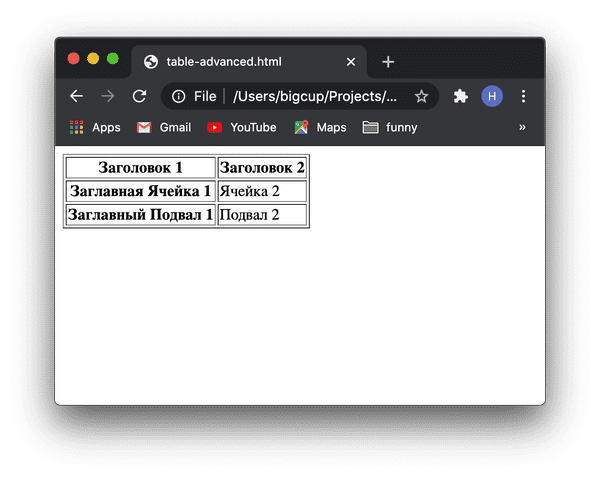 table-advanced.html
File /Users/bigcup/Projects/... H
Apps Gmail YouTube Maps funny »
Заголовок 1 Заголовок 2
Заглавная Ячейка 1 Ячейка 2
Заглавный Подвал 1 Подвал 2